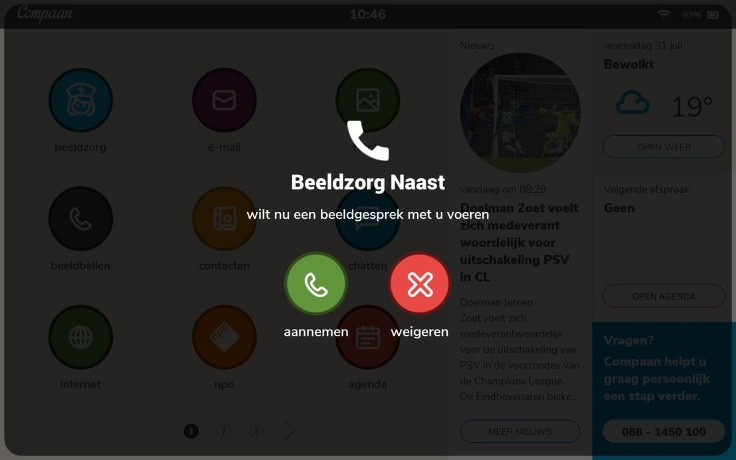 Compaan
10:46
93%
beeldzorg
e-mail
beeldbellen
contacten
chatten
internet
npo
npo
agenda
1 2 3
Beeldzorg Naast
wilt nu een beeldgesprek met u voeren
aannemen
weigeren
Nieuws
vandaag om 08:29
Doelman Zoet voelt
zich medeverant
woordelijk voor
uitschakeling PSV
in CL
Doelman Jeroen
Zoet voelt zich
medeverantwoordelijk
voor de uitschakeling van
PSV in de voorrondes van
de Champions League.
De Eindhovenaren bleke...
MEER NIEUWS
woensdag 31 juli
Bewolkt
19°
OPEN WEER
Volgende afspraak
Geen
OPEN AGENDA
Vragen?
Compaan helpt u
graag persoonlijk
een stap verder.
088 - 1450 100